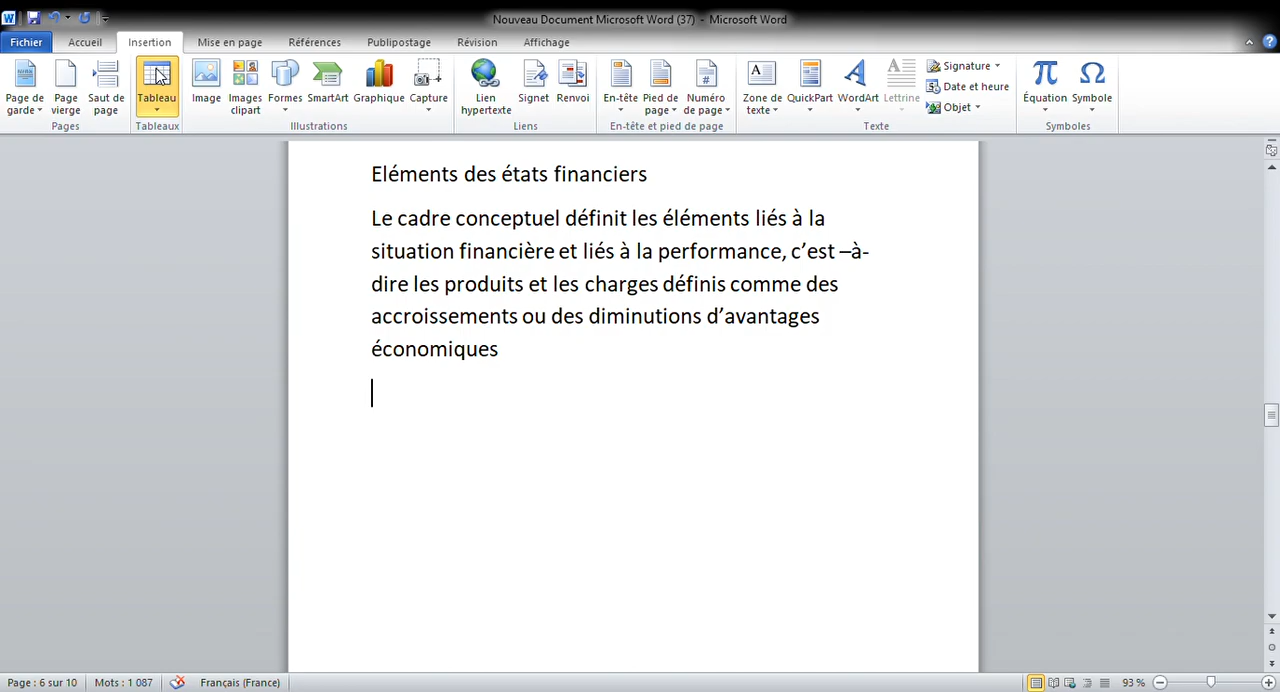 Nouveau Document Microsoft Word (37) - Microsoft Word
Fichier Accueil Insertion Mise en page Références Publipostage Révision Affichage
Page de garde
Page vierge
Saut de page
Pages
Tableau
Tableaux
Image
Images clipart
Formes
SmartArt
Graphique
Capture
Illustrations
Lien hypertexte
Signet
Renvoi
Liens
En-tête
Pied de page
Numéro de page
En-tête et pied de page
Zone de texte
QuickPart
WordArt
Lettrine
Signature
Date et heure
Objet
Texte
Équation
Symbole
Symboles
Eléments des états financiers
Le cadre conceptuel définit les éléments liés à la
situation financière et liés à la performance, c’est –à-
dire les produits et les charges définis comme des
accroissements ou des diminutions d’avantages
économiques
Page : 6 sur 10 Mots : 1 087 Français (France) 93 %